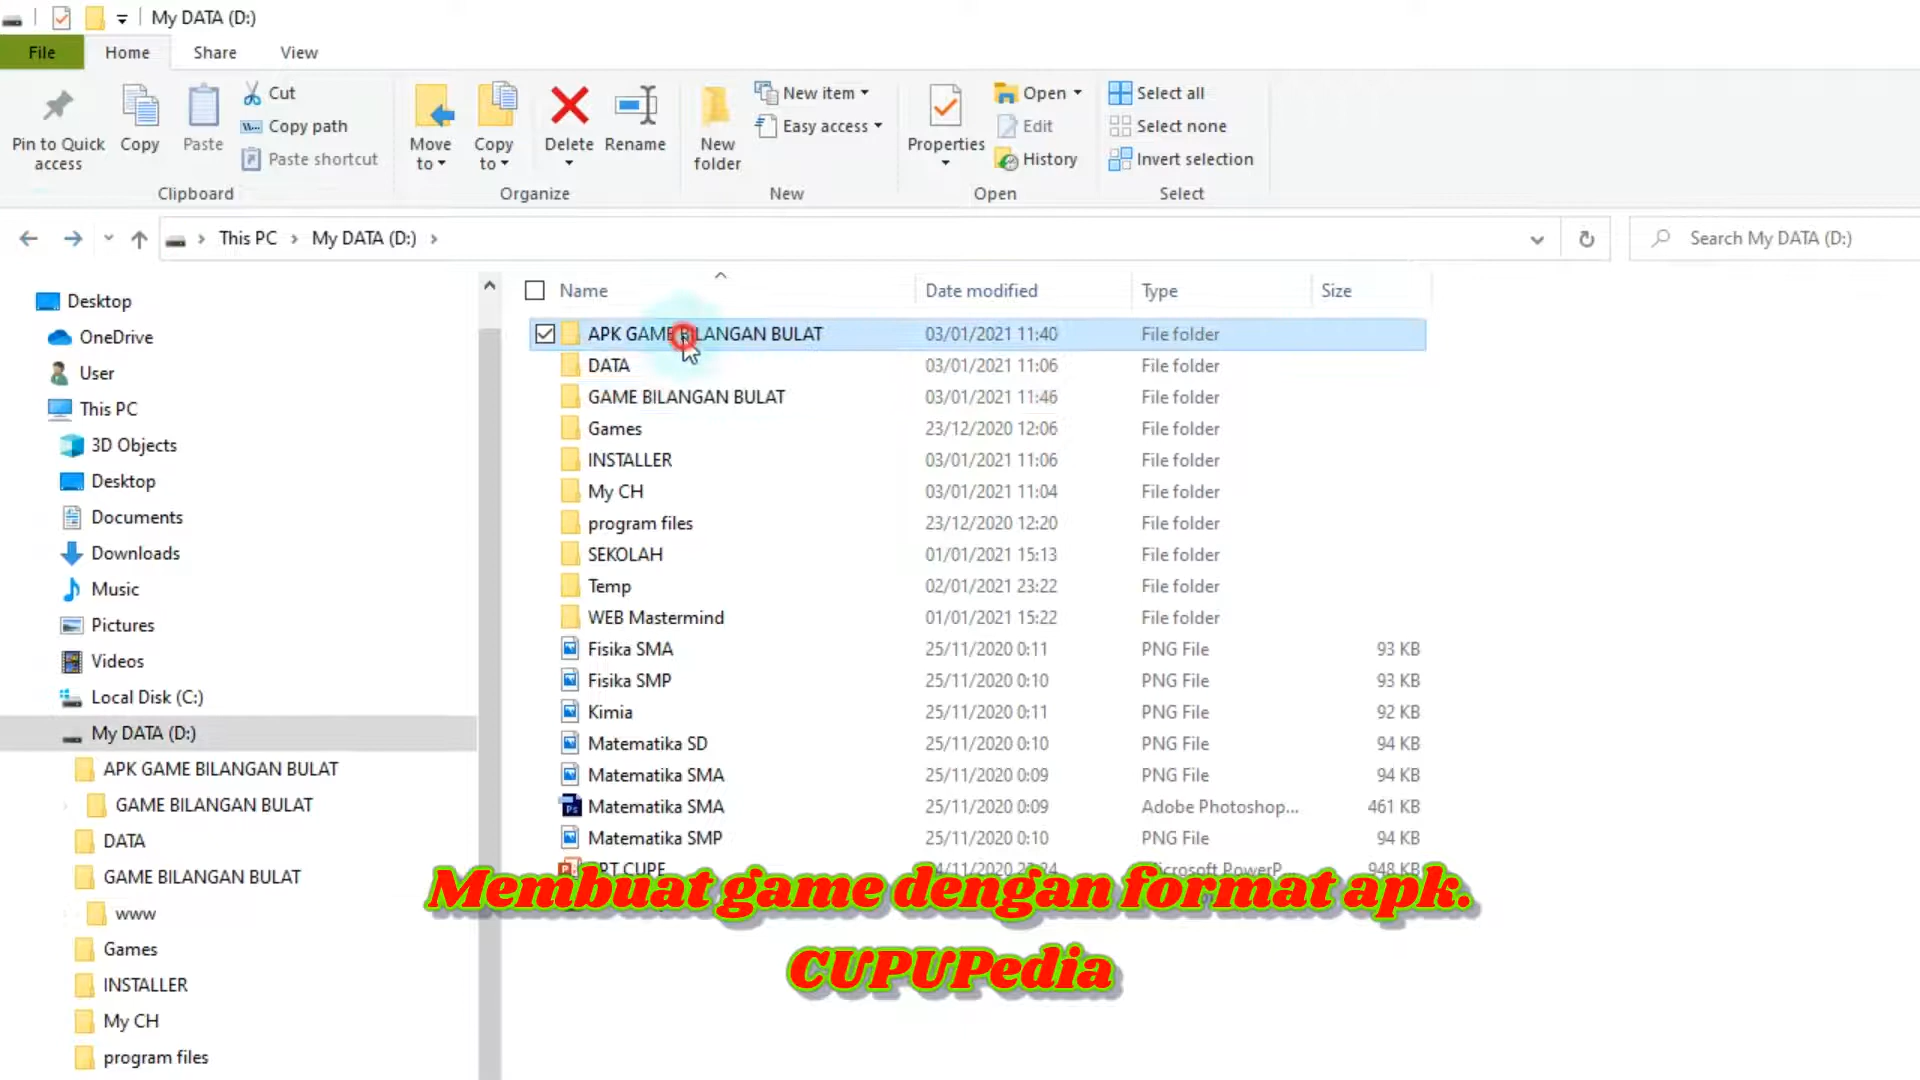 My DATA (D:)
File Home Share View
Pin to Quick access
Copy
Paste
Cut
Copy path
Paste shortcut
Clipboard
Move to
Copy to
Delete
Rename
Organize
New folder
New item
Easy access
New
Properties
Open
Edit
History
Open
Select all
Select none
Invert selection
Select
This PC My DATA (D:)
Search My DATA (D:)
Desktop
OneDrive
User
This PC
3D Objects
Desktop
Documents
Downloads
Music
Pictures
Videos
Local Disk (C:)
My DATA (D:)
APK GAME BILANGAN BULAT
GAME BILANGAN BULAT
DATA
GAME BILANGAN BULAT
www
Games
INSTALLER
My CH
program files
Name Date modified Type Size
APK GAME BILANGAN BULAT 03/01/2021 11:40 File folder
DATA 03/01/2021 11:06 File folder
GAME BILANGAN BULAT 03/01/2021 11:46 File folder
Games 23/12/2020 12:06 File folder
INSTALLER 03/01/2021 11:06 File folder
My CH 03/01/2021 11:04 File folder
program files 23/12/2020 12:20 File folder
SEKOLAH 01/01/2021 15:13 File folder
Temp 02/01/2021 23:22 File folder
WEB Mastermind 01/01/2021 15:22 File folder
Fisika SMA 25/11/2020 0:11 PNG File 93 KB
Fisika SMP 25/11/2020 0:10 PNG File 93 KB
Kimia 25/11/2020 0:11 PNG File 92 KB
Matematika SD 25/11/2020 0:10 PNG File 94 KB
Matematika SMA 25/11/2020 0:09 PNG File 94 KB
Matematika SMA 25/11/2020 0:09 Adobe Photoshop... 461 KB
Matematika SMP 25/11/2020 0:10 PNG File 94 KB
948 KB
Membuat game dengan format apk.
CUPUPedia